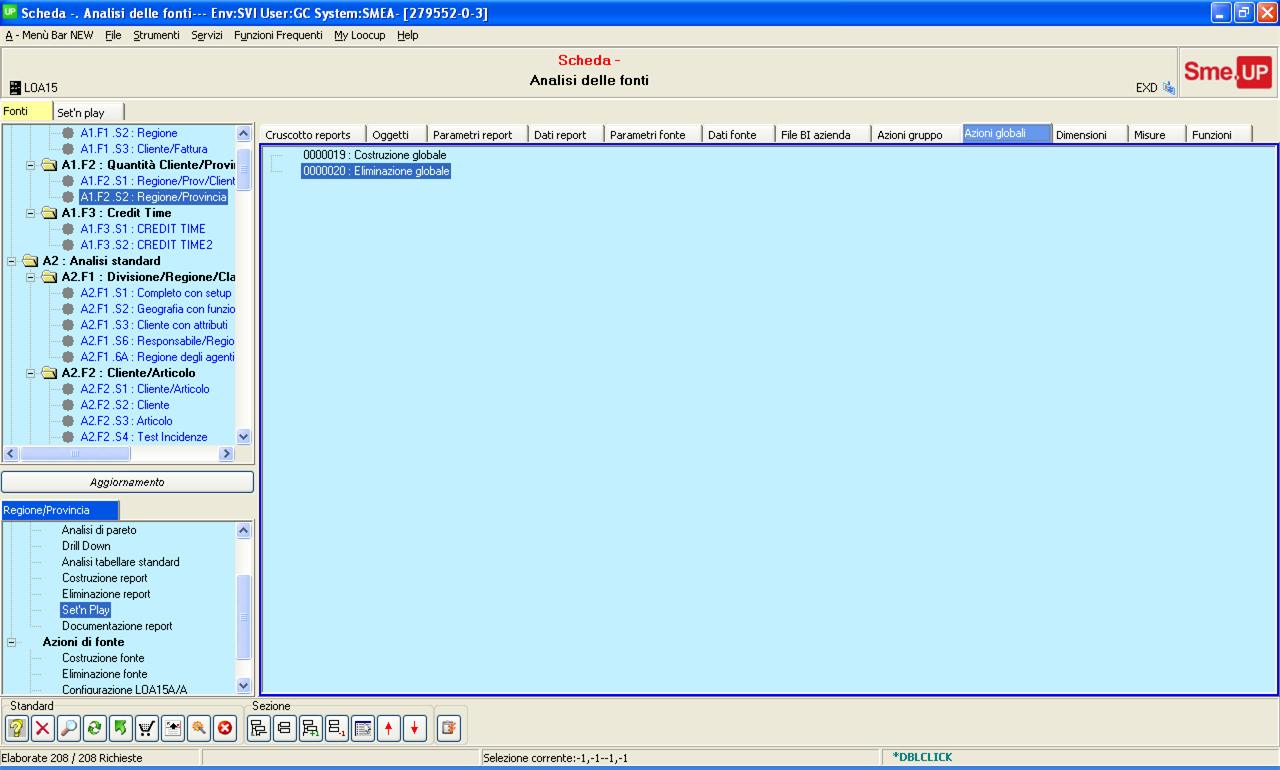 UP Scheda -. Analisi delle fonti--- Env:SVI User:GC System:SMEA- [279552-0-3]
A - Menù Bar NEW File Strumenti Servizi Funzioni Frequenti My Loocup Help
Scheda -
Analisi delle fonti
LOA15
EXD
Sme.UP
Fonti Set'n play
A1.F1 .S2 : Regione
A1.F1 .S3 : Cliente/Fattura
A1.F2 : Quantità Cliente/Provi
A1.F2 .S1 : Regione/Prov/Client
A1.F2 .S2 : Regione/Provincia
A1.F3 : Credit Time
A1.F3 .S1 : CREDIT TIME
A1.F3 .S2 : CREDIT TIME2
A2 : Analisi standard
A2.F1 : Divisione/Regione/Cla
A2.F1 .S1 : Completo con setup
A2.F1 .S2 : Geografia con funzio
A2.F1 .S3 : Cliente con attributi
A2.F1 .S6 : Responsabile/Regio
A2.F1 .6A : Regione degli agenti
A2.F2 : Cliente/Articolo
A2.F2 .S1 : Cliente/Articolo
A2.F2 .S2 : Cliente
A2.F2 .S3 : Articolo
A2.F2 .S4 : Test Incidenze
Aggiornamento
Regione/Provincia
Analisi di pareto
Drill Down
Analisi tabellare standard
Costruzione report
Eliminazione report
Set'n Play
Documentazione report
Azioni di fonte
Costruzione fonte
Eliminazione fonte
Configurazione LOA15A/A
Cruscotto reports Oggetti Parametri report Dati report Parametri fonte Dati fonte File BI azienda Azioni gruppo Azioni globali Dimensioni Misure Funzioni
0000019 : Costruzione globale
0000020 : Eliminazione globale
Standard Sezione
Elaborate 208 / 208 Richieste Selezione corrente:-1,-1--1,-1 *DBLCLICK